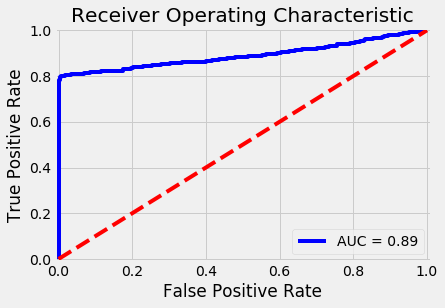 Receiver Operating Characteristic
True Positive Rate
1.0
0.8
0.6
0.4
0.2
0.0
AUC = 0.89
0.0 0.2 0.4 0.6 0.8 1.0
False Positive Rate